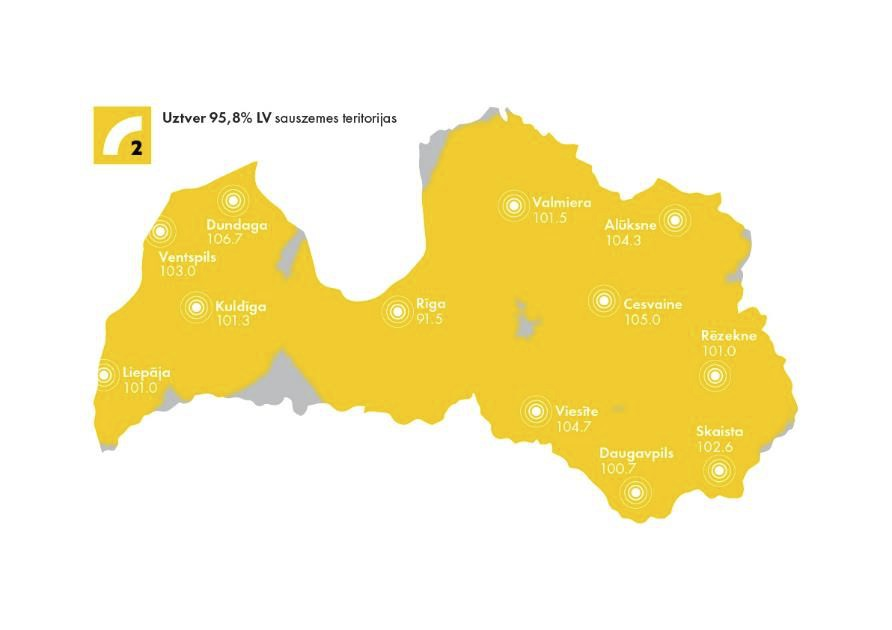 2
Uztver 95,8% LV sauszemes teritorijas
Dundaga
106.7
Ventspils
103.0
Kuldīga
101.3
Liepāja
101.0
Rīga
91.5
Valmiera
101.5
Alūksne
104.3
Cesvaine
105.0
Rēzekne
101.0
Viesīte
104.7
Skaista
102.6
Daugavpils
100.7